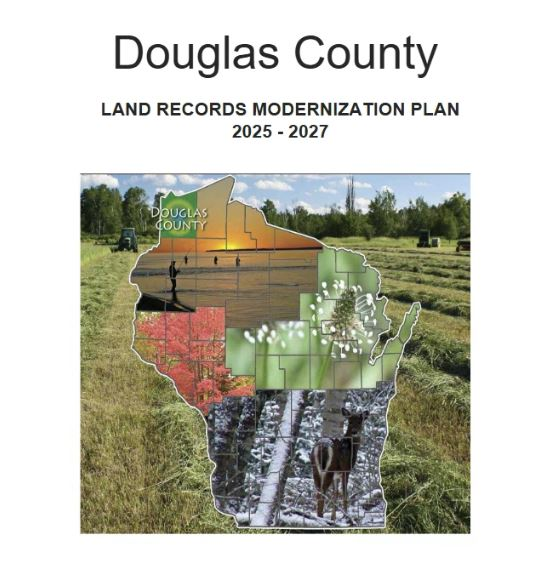 Douglas County
LAND RECORDS MODERNIZATION PLAN
2025 - 2027
DOUGLAS
COUNTY